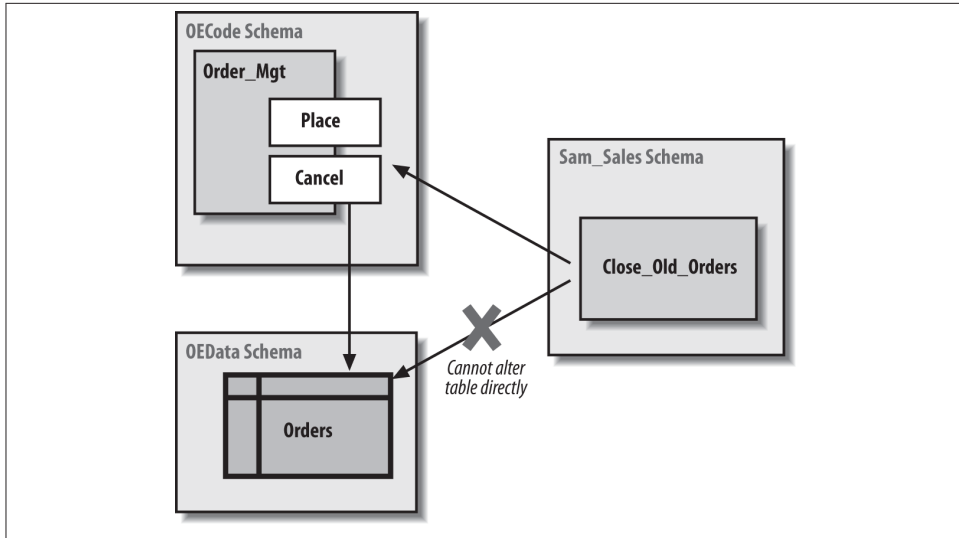 OECode Schema
Order_Mgt
Place
Cancel
Sam_Sales Schema
Close_Old_Orders
Cannot alter
table directly
OEData Schema
Orders